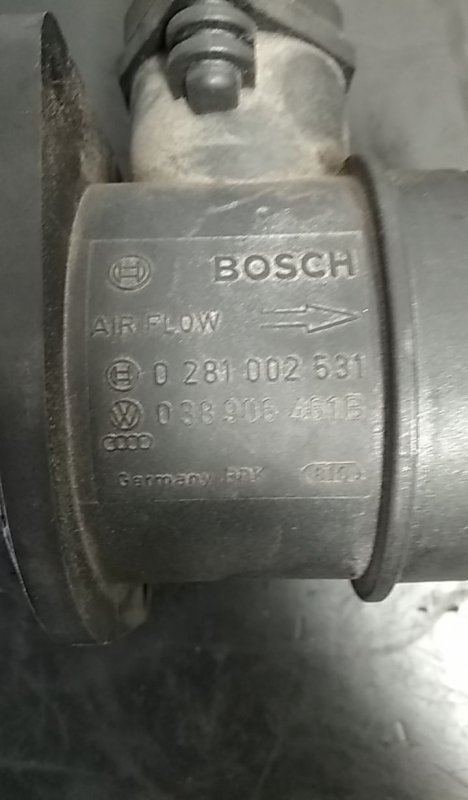 BOSCH
AIR FLOW
0 281 002 531
038 906 461B
Germany